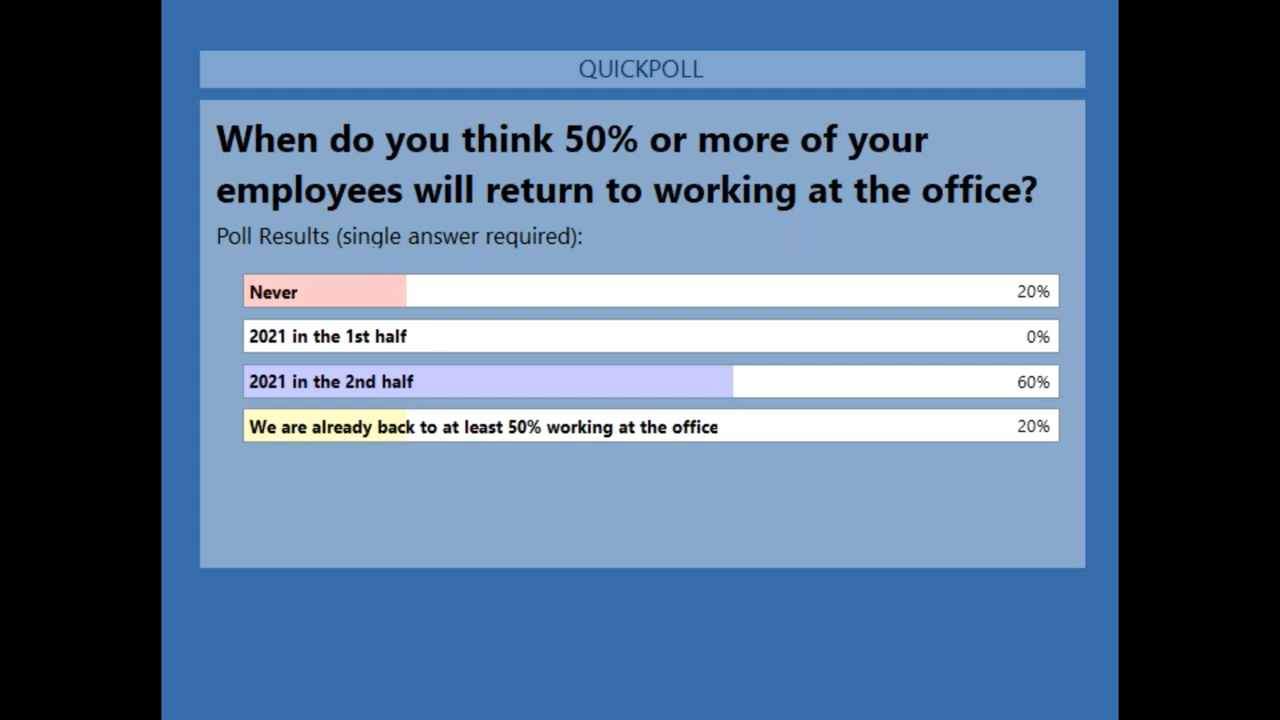 QUICKPOLL
When do you think 50% or more of your
employees will return to working at the office?
Poll Results (single answer required):
Never 20%
2021 in the 1st half 0%
2021 in the 2nd half 60%
We are already back to at least 50% working at the office 20%